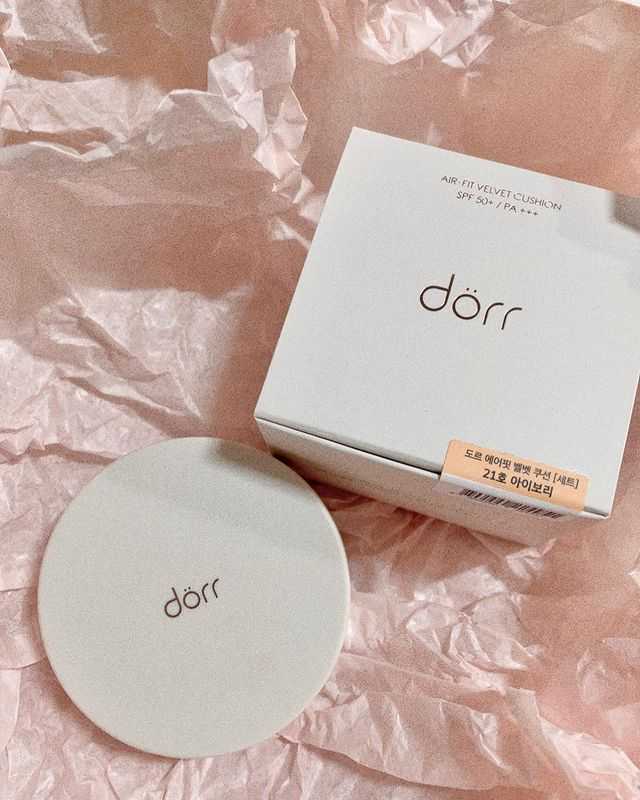 AIR-FIT VELVET CUSHION
SPF 50+ / PA +++
dörr
도르 에어핏 벨벳 쿠션 [세트]
21호 아이보리
dörr